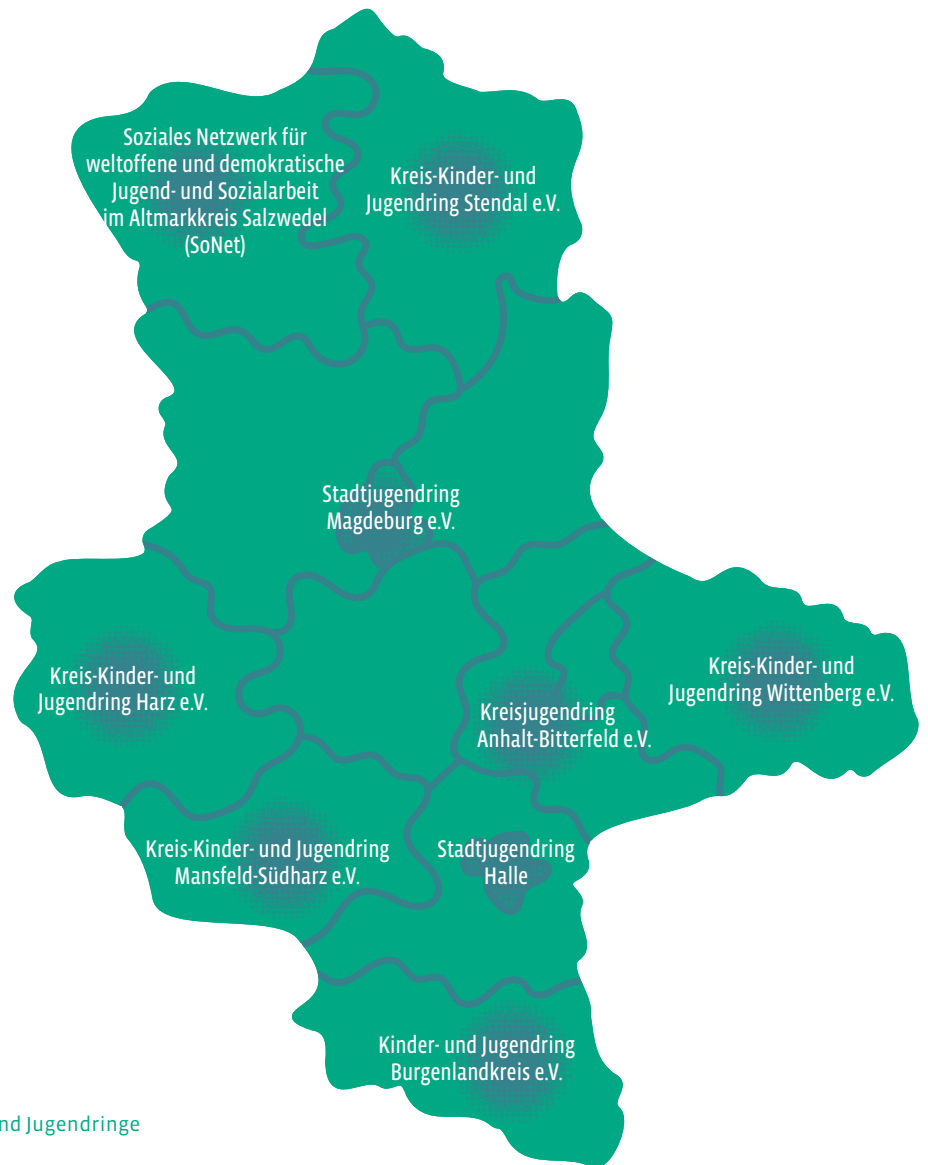 Soziales Netzwerk für
weltoffene und demokratische
Jugend- und Sozialarbeit
im Altmarkkreis Salzwedel
(SoNet)
Kreis-Kinder- und
Jugendring Stendal e.V.
Stadtjugendring
Magdeburg e.V.
Kreis-Kinder- und
Jugendring Harz e.V.
Kreisjugendring
Anhalt-Bitterfeld e.V.
Kreis-Kinder- und
Jugendring Wittenberg e.V.
Kreis-Kinder- und Jugendring
Mansfeld-Südharz e.V.
Stadtjugendring
Halle
Kinder- und Jugendring
Burgenlandkreis e.V.
Jugendringe